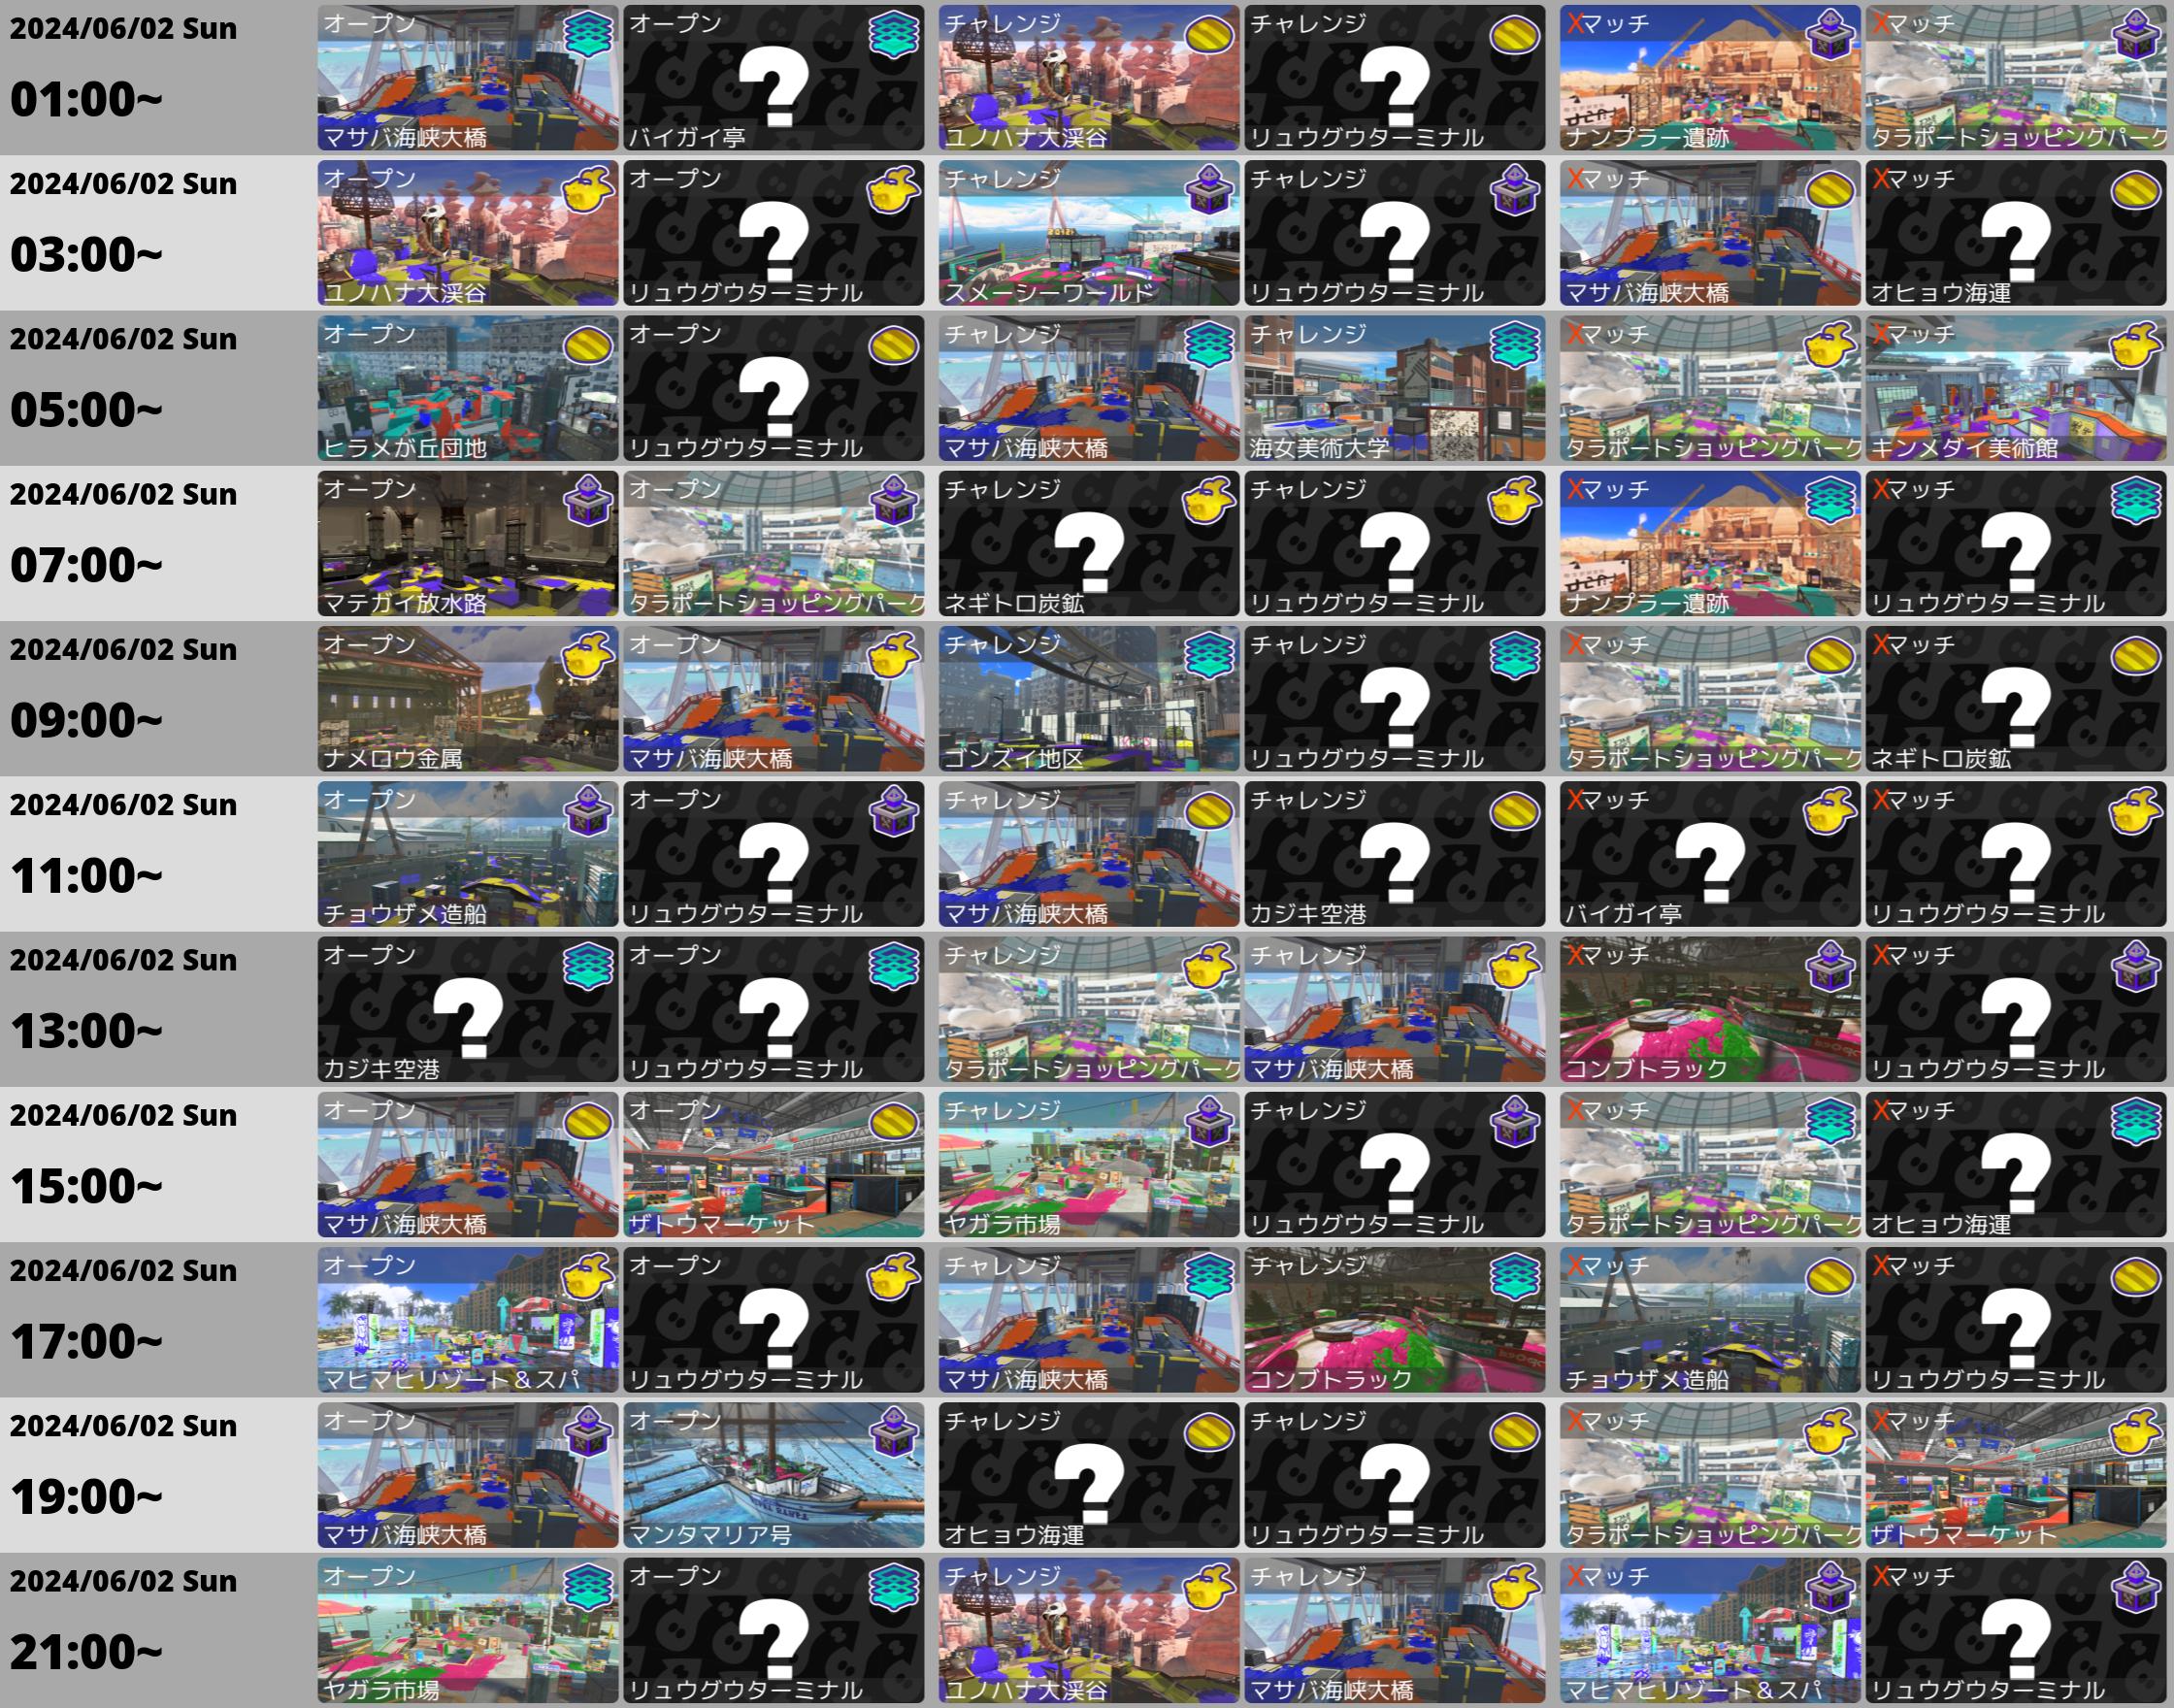 2024/06/02 Sun
01:00~
オープン
マサバ海峡大橋
オープン
?
バイガイ亭
チャレンジ
ユノハナ大渓谷
チャレンジ
?
リュウグウターミナル
Xマッチ
ナンプラー遺跡
Xマッチ
タラポートショッピングパーク
2024/06/02 Sun
03:00~
オープン
ユノハナ大渓谷
オープン
?
リュウグウターミナル
チャレンジ
スメーシーワールド
チャレンジ
?
リュウグウターミナル
Xマッチ
マサバ海峡大橋
Xマッチ
?
オヒョウ海運
2024/06/02 Sun
05:00~
オープン
ヒラメが丘団地
オープン
?
リュウグウターミナル
チャレンジ
マサバ海峡大橋
チャレンジ
海女美術大学
Xマッチ
タラポートショッピングパーク
Xマッチ
キンメダイ美術館
2024/06/02 Sun
07:00~
オープン
マテガイ放水路
オープン
タラポートショッピングパーク
チャレンジ
?
ネギトロ炭鉱
チャレンジ
?
リュウグウターミナル
Xマッチ
ナンプラー遺跡
Xマッチ
?
リュウグウターミナル
2024/06/02 Sun
09:00~
オープン
ナメロウ金属
オープン
マサバ海峡大橋
チャレンジ
ゴンズイ地区
チャレンジ
?
リュウグウターミナル
Xマッチ
タラポートショッピングパーク
Xマッチ
?
ネギトロ炭鉱
2024/06/02 Sun
11:00~
オープン
チョウザメ造船
オープン
?
リュウグウターミナル
チャレンジ
マサバ海峡大橋
チャレンジ
?
カジキ空港
Xマッチ
?
バイガイ亭
Xマッチ
?
リュウグウターミナル
2024/06/02 Sun
13:00~
オープン
?
カジキ空港
オープン
?
リュウグウターミナル
チャレンジ
タラポートショッピングパーク
チャレンジ
マサバ海峡大橋
Xマッチ
コンブトラック
Xマッチ
?
リュウグウターミナル
2024/06/02 Sun
15:00~
オープン
マサバ海峡大橋
オープン
ザトウマーケット
チャレンジ
ヤガラ市場
チャレンジ
?
リュウグウターミナル
Xマッチ
タラポートショッピングパーク
Xマッチ
?
オヒョウ海運
2024/06/02 Sun
17:00~
オープン
マヒマヒリゾート&スパ
オープン
?
リュウグウターミナル
チャレンジ
マサバ海峡大橋
チャレンジ
コンブトラック
Xマッチ
チョウザメ造船
Xマッチ
?
リュウグウターミナル
2024/06/02 Sun
19:00~
オープン
マサバ海峡大橋
オープン
マンタマリア号
チャレンジ
?
オヒョウ海運
チャレンジ
?
リュウグウターミナル
Xマッチ
タラポートショッピングパーク
Xマッチ
ザトウマーケット
2024/06/02 Sun
21:00~
オープン
ヤガラ市場
オープン
?
リュウグウターミナル
チャレンジ
ユノハナ大渓谷
チャレンジ
マサバ海峡大橋
Xマッチ
マヒマヒリゾート&スパ
Xマッチ
?
リュウグウターミナル